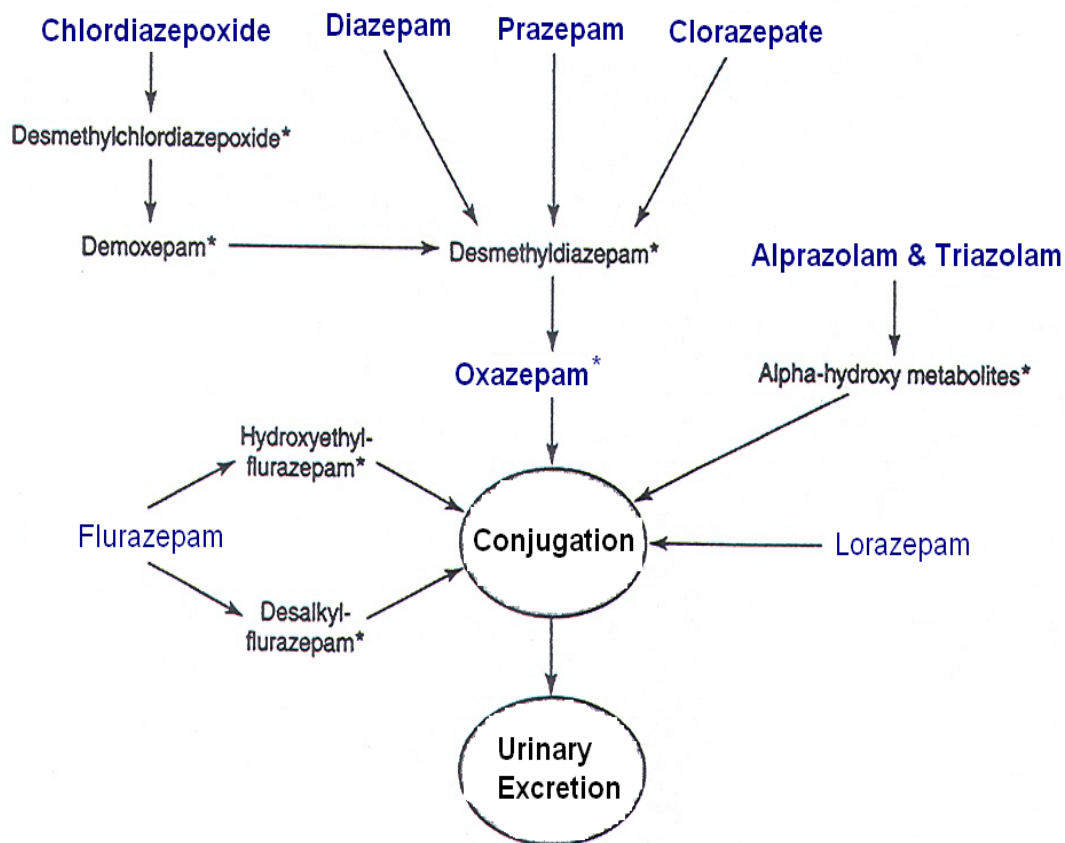 Chlordiazepoxide
Diazepam
Prazepam
Clorazepate
Desmethylchlordiazepoxide*
Demoxepam*
Desmethyldiazepam*
Alprazolam & Triazolam
Oxazepam*
Alpha-hydroxy metabolites*
Hydroxyethyl-
flurazepam*
Flurazepam
Conjugation
Lorazepam
Desalkyl-
flurazepam*
Urinary
Excretion